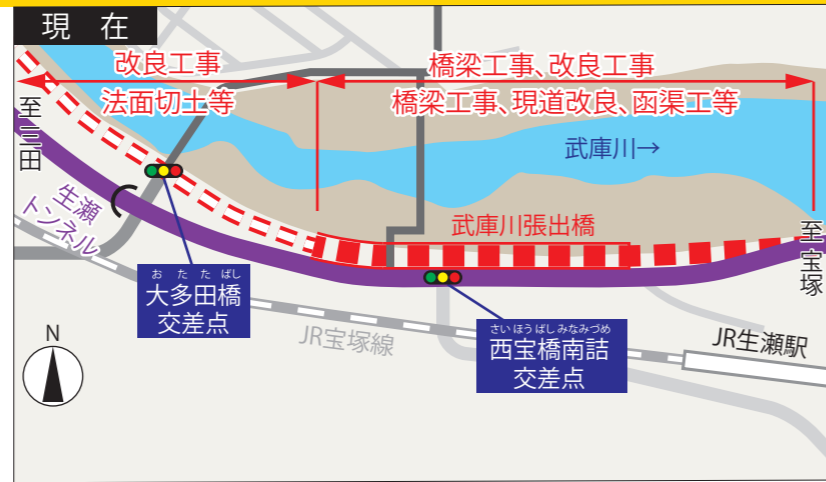 現 在
改良工事
法面切土等
橋梁工事、改良工事
橋梁工事、現道改良、函渠工等
至三田
武庫川→
生瀬
トンネル
武庫川張出橋
至宝塚
おたたばし
大多田橋
交差点
さいほうばしみなみづめ
西宝橋南詰
交差点
JR宝塚線
JR生瀬駅
N